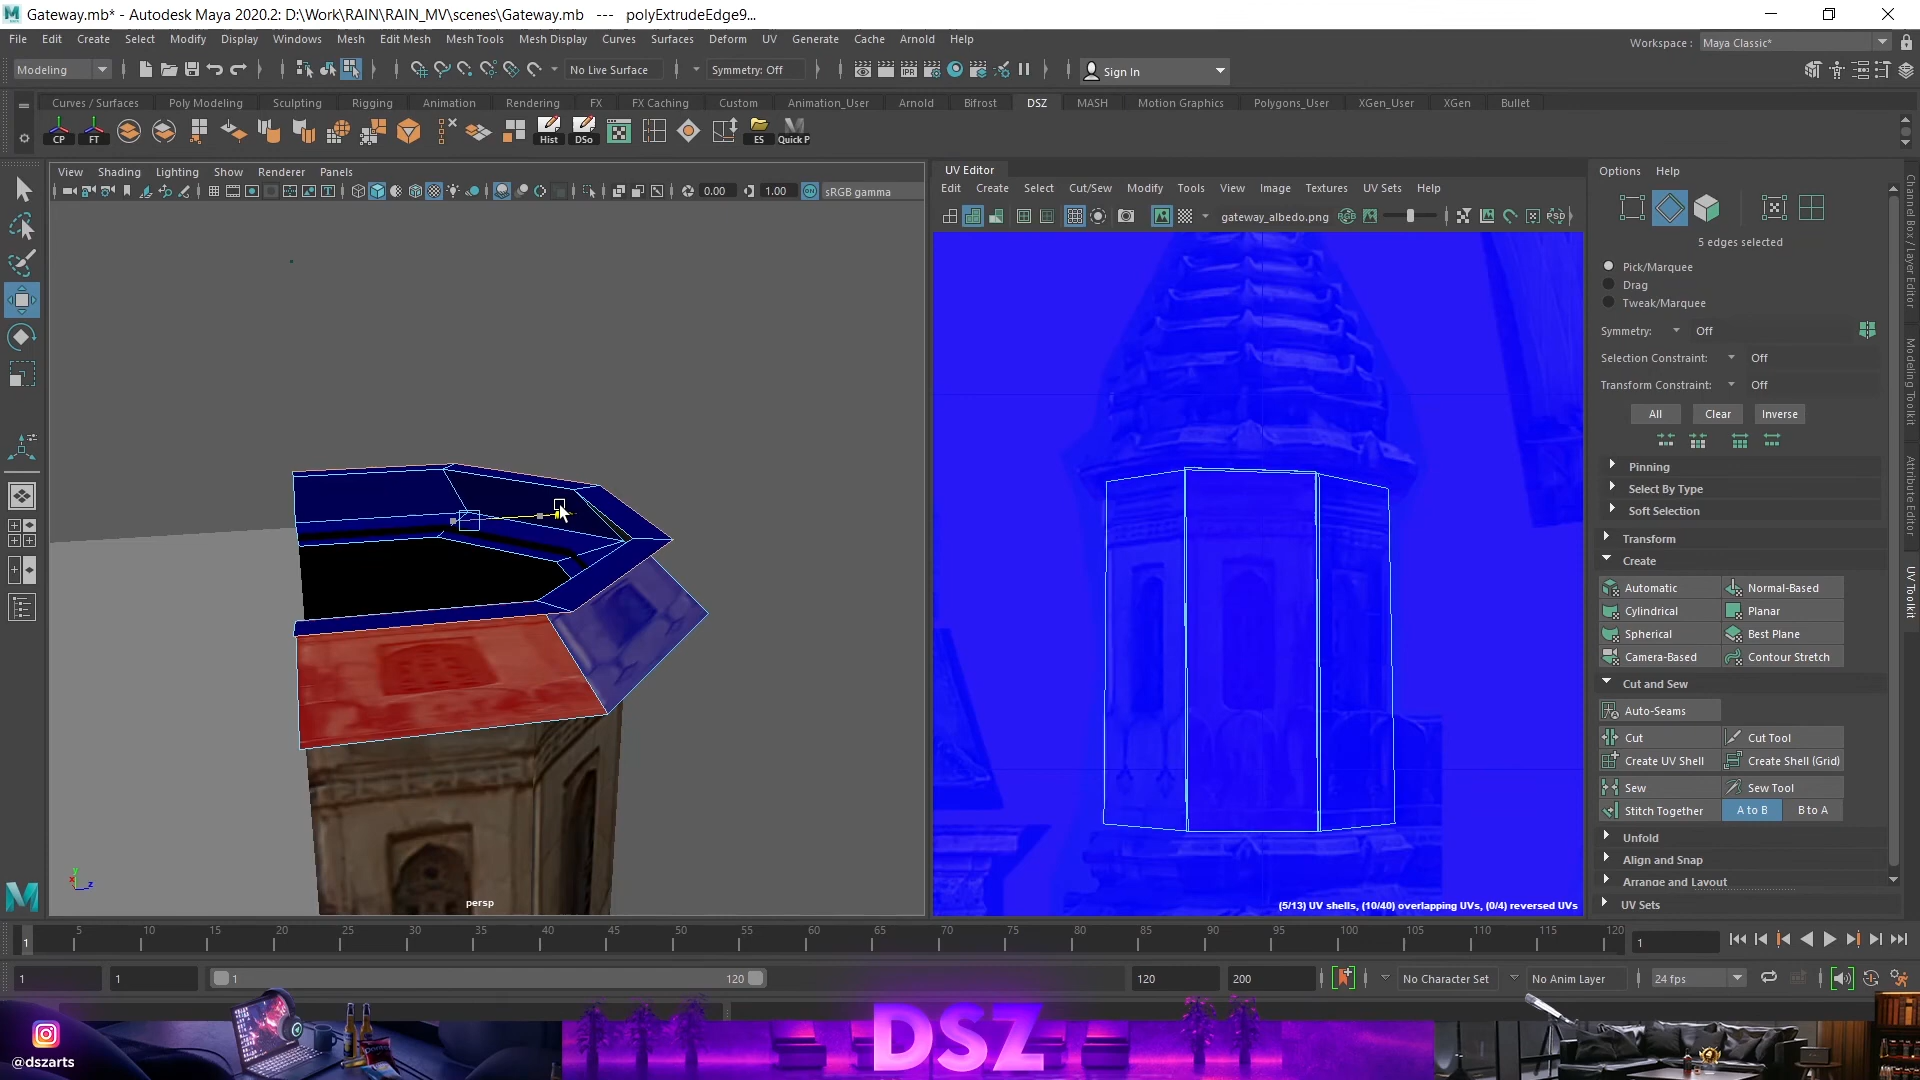 Gateway.mb* - Autodesk Maya 2020.2: D:\Work\RAIN\RAIN_MV\scenes\Gateway.mb   ---   polyExtrudeEdge9...
File Edit Create Select Modify Display Windows Mesh Edit Mesh Mesh Tools Mesh Display Curves Surfaces Deform UV Generate Cache Arnold Help
Workspace : Maya Classic*
Modeling No Live Surface Symmetry: Off Sign In
Curves / Surfaces Poly Modeling Sculpting Rigging Animation Rendering FX FX Caching Custom Animation_User Arnold Bifrost DSZ MASH Motion Graphics Polygons_User XGen_User XGen Bullet
CP FT Hist DSo ES Quick P
View Shading Lighting Show Renderer Panels
0.00 1.00 sRGB gamma
persp
UV Editor
Edit Create Select Cut/Sew Modify Tools View Image Textures UV Sets Help
gateway_albedo.png
(5/13) UV shells, (10/40) overlapping UVs, (0/4) reversed UVs
Options Help
5 edges selected
Pick/Marquee
Drag
Tweak/Marquee
Symmetry: Off
Selection Constraint: Off
Transform Constraint: Off
All Clear Inverse
Pinning
Select By Type
Soft Selection
Transform
Create
Automatic Normal-Based
Cylindrical Planar
Spherical Best Plane
Camera-Based Contour Stretch
Cut and Sew
Auto-Seams
Cut Cut Tool
Create UV Shell Create Shell (Grid)
Sew Sew Tool
Stitch Together A to B B to A
Unfold
Align and Snap
Arrange and Layout
UV Sets
Channel Box / Layer Editor
Modeling Toolkit
Attribute Editor
UV Toolkit
5 10 15 20 25 30 35 40 45 50 55 60 65 70 75 80 85 90 95 100 105 110 115 120
1 1
1 1 1 120 120 200 No Character Set No Anim Layer 24 fps
DSZ
@dszarts